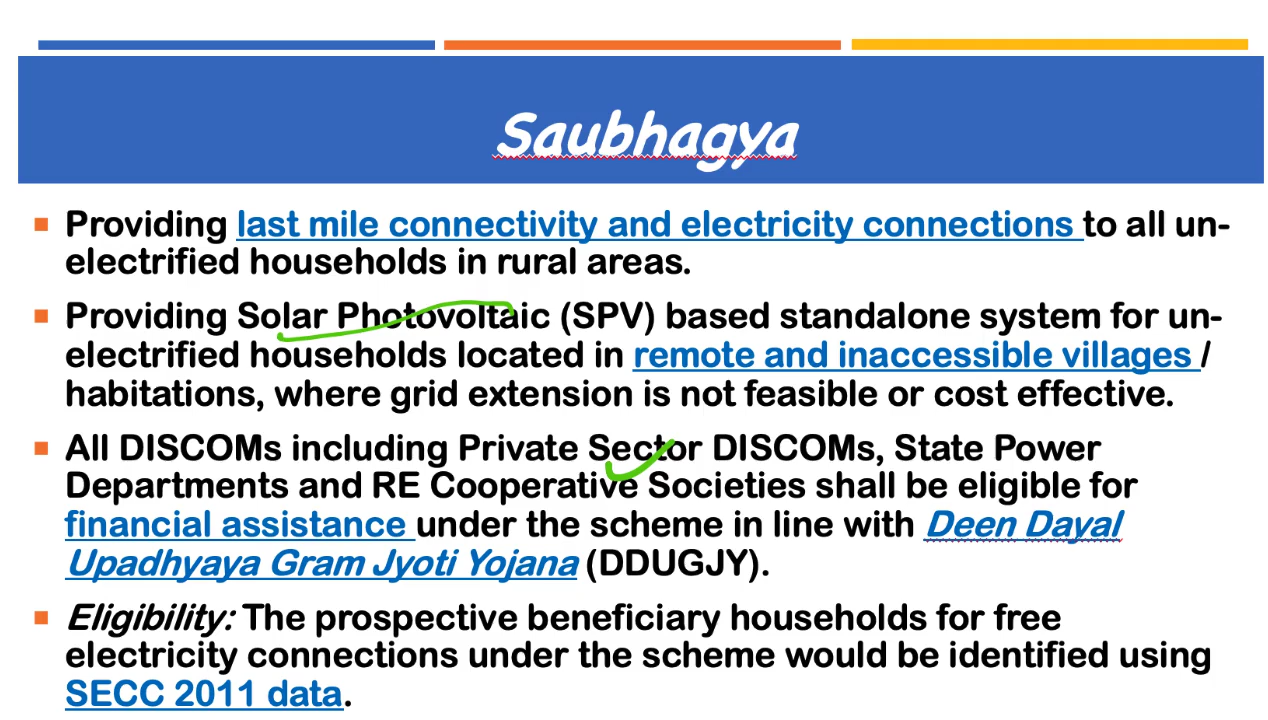 Saubhagya
Providing last mile connectivity and electricity connections to all un-
electrified households in rural areas.
Providing Solar Photovoltaic (SPV) based standalone system for un-
electrified households located in remote and inaccessible villages /
habitations, where grid extension is not feasible or cost effective.
All DISCOMs including Private Sector DISCOMs, State Power
Departments and RE Cooperative Societies shall be eligible for
financial assistance under the scheme in line with Deen Dayal
Upadhyaya Gram Jyoti Yojana (DDUGJY).
Eligibility: The prospective beneficiary households for free
electricity connections under the scheme would be identified using
SECC 2011 data.